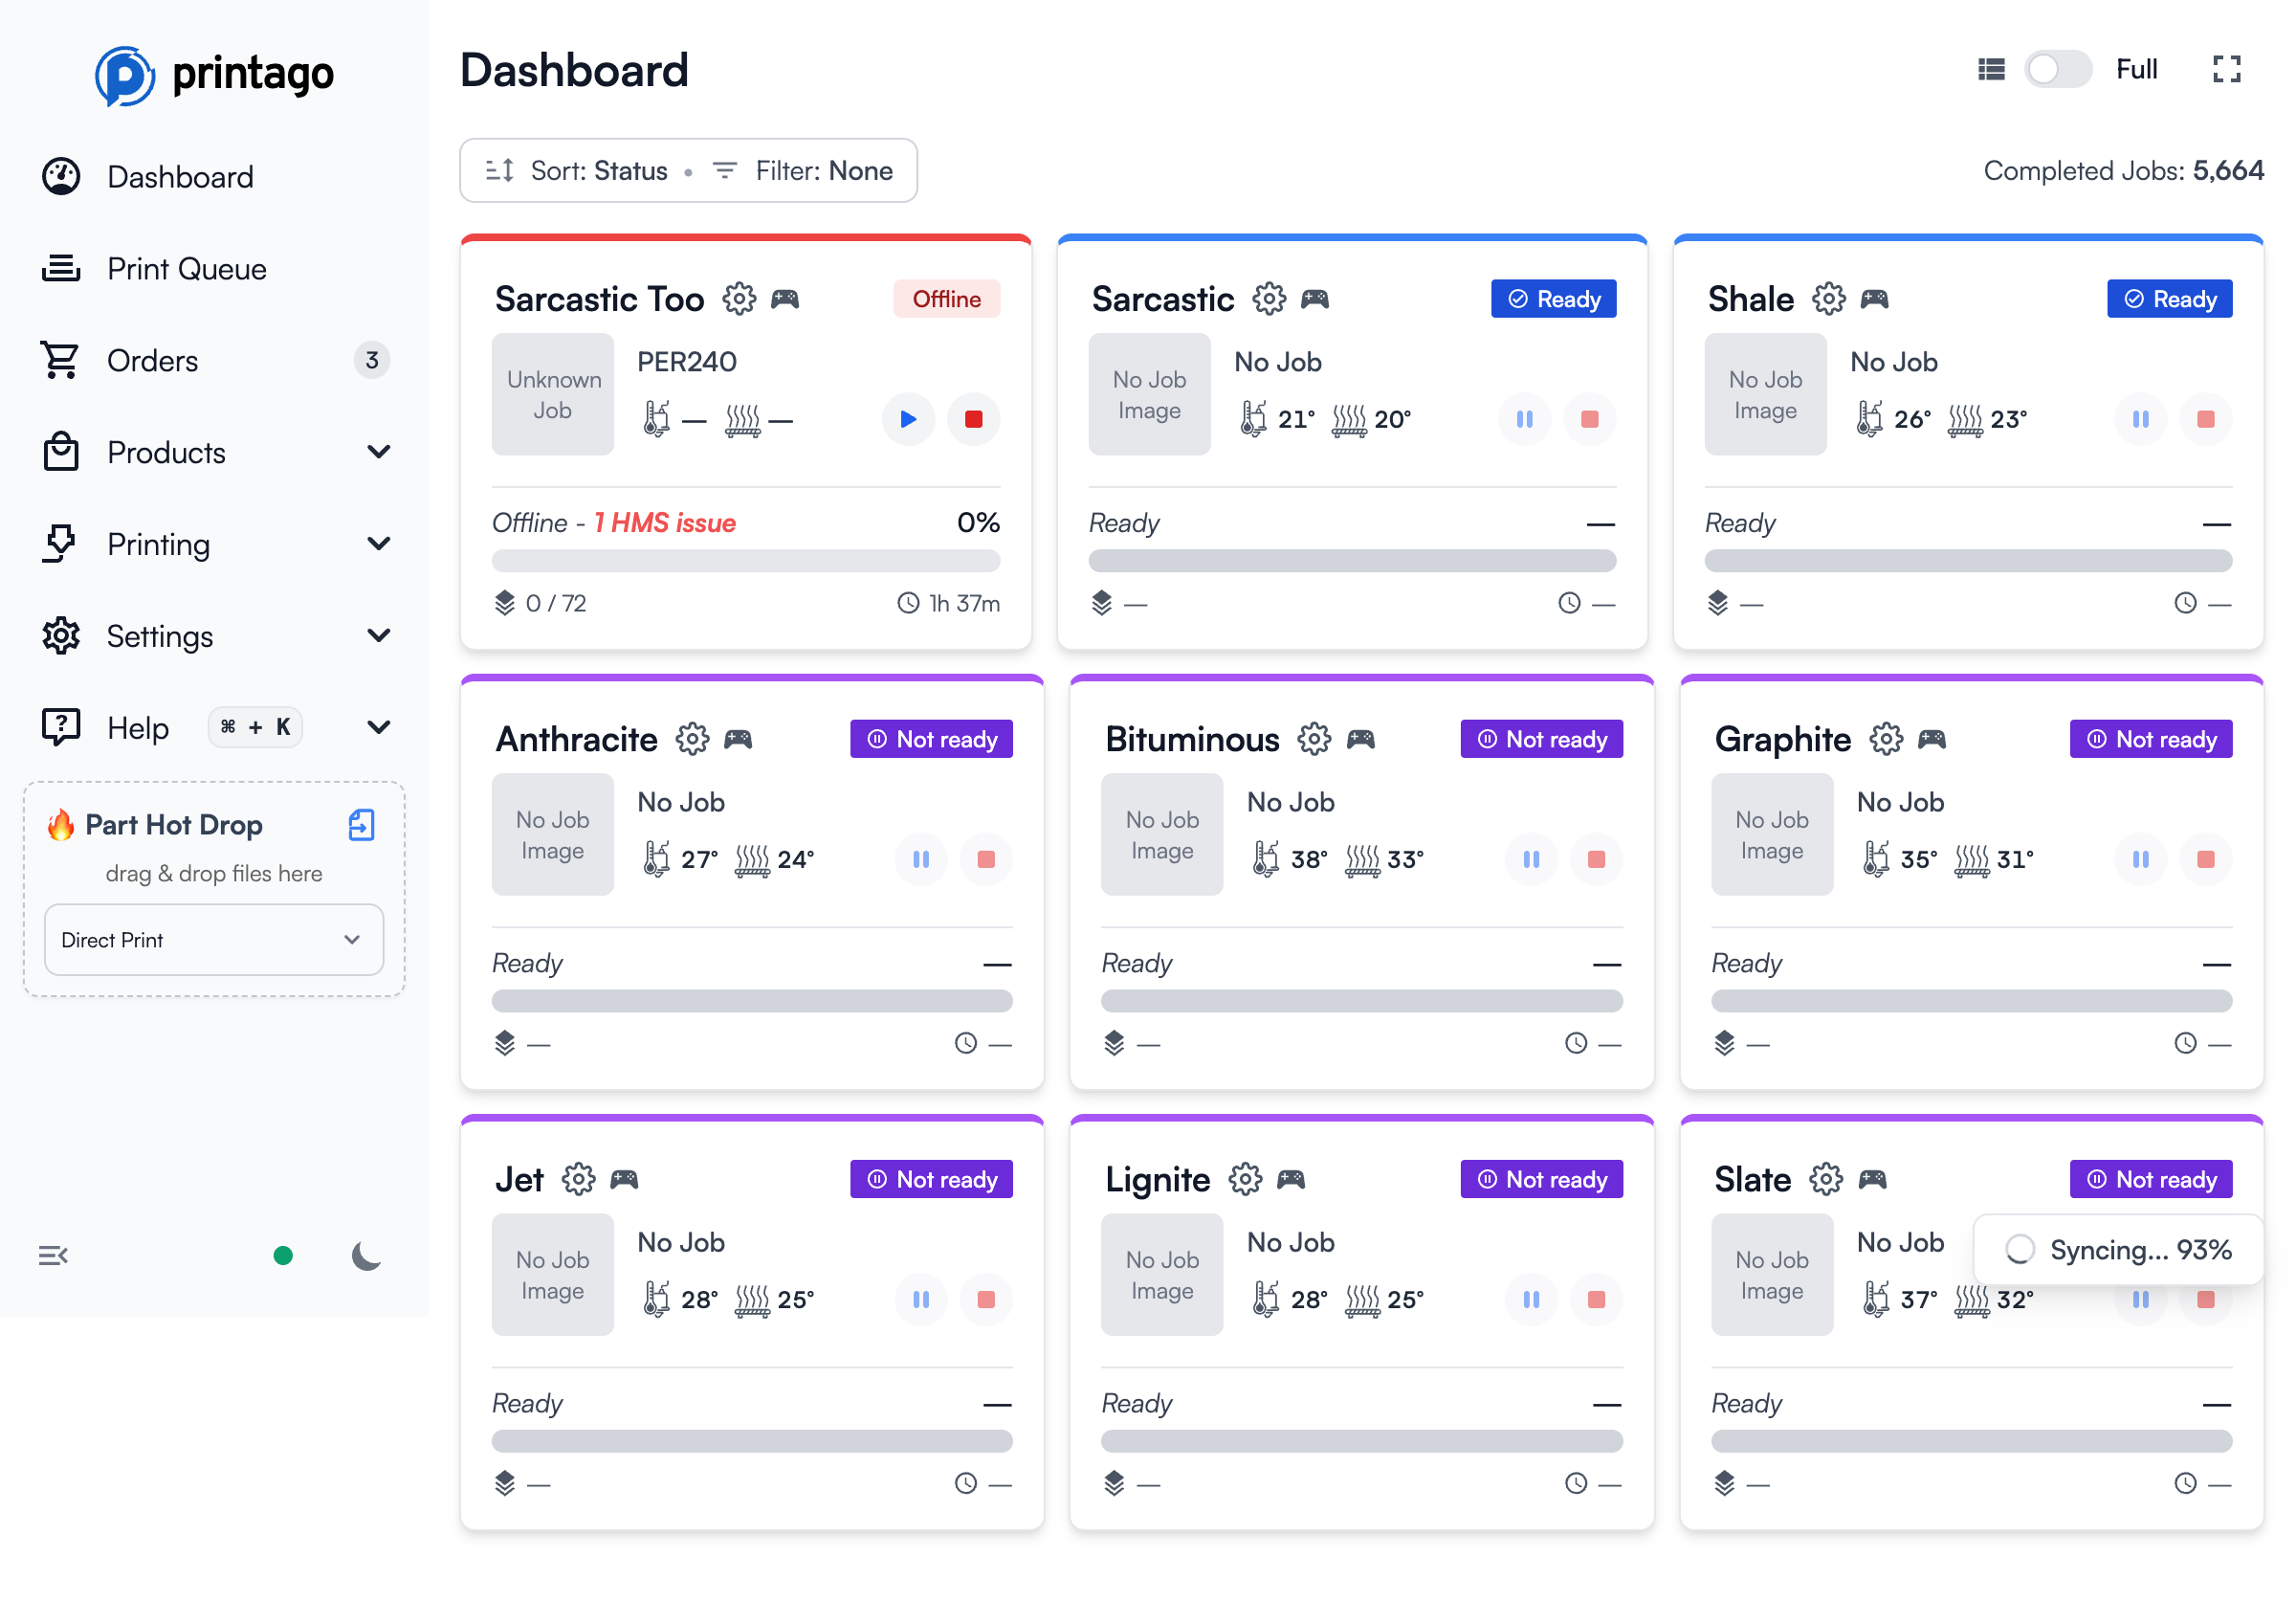 printago
Dashboard
Print Queue
Orders 3
Products
Printing
Settings
Help ⌘ + K
🔥 Part Hot Drop
drag & drop files here
Direct Print
Dashboard
Full
Sort: Status • Filter: None
Completed Jobs: 5,664
Sarcastic Too Offline
Unknown
Job
PER240
— —
Offline - 1 HMS issue 0%
0 / 72 1h 37m
Sarcastic Ready
No Job
Image
No Job
21° 20°
Ready —
— —
Shale Ready
No Job
Image
No Job
26° 23°
Ready —
— —
Anthracite Not ready
No Job
Image
No Job
27° 24°
Ready —
— —
Bituminous Not ready
No Job
Image
No Job
38° 33°
Ready —
— —
Graphite Not ready
No Job
Image
No Job
35° 31°
Ready —
— —
Jet Not ready
No Job
Image
No Job
28° 25°
Ready —
— —
Lignite Not ready
No Job
Image
No Job
28° 25°
Ready —
— —
Slate Not ready
No Job
Image
No Job
Syncing... 93%
37° 32°
Ready —
— —